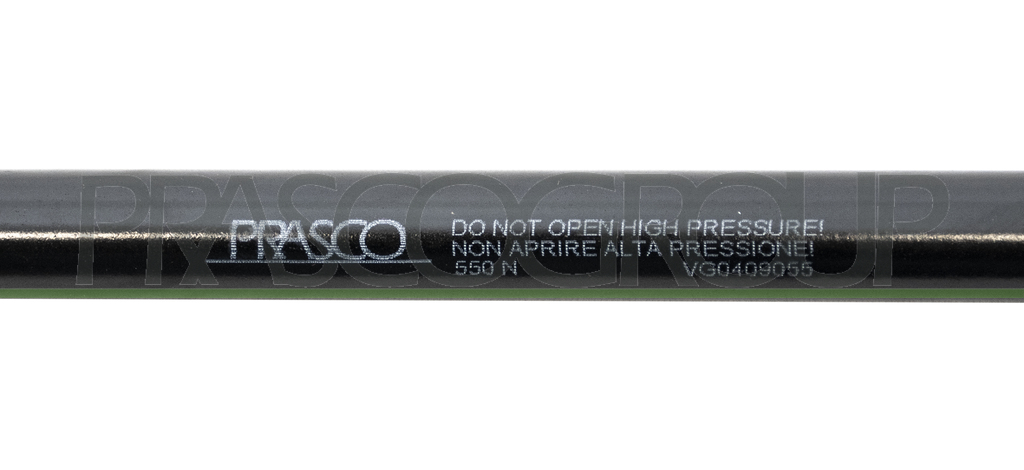 PRASCOGROUP
PRASCO
DO NOT OPEN HIGH PRESSURE!
NON APRIRE ALTA PRESSIONE!
550 N VG0409055